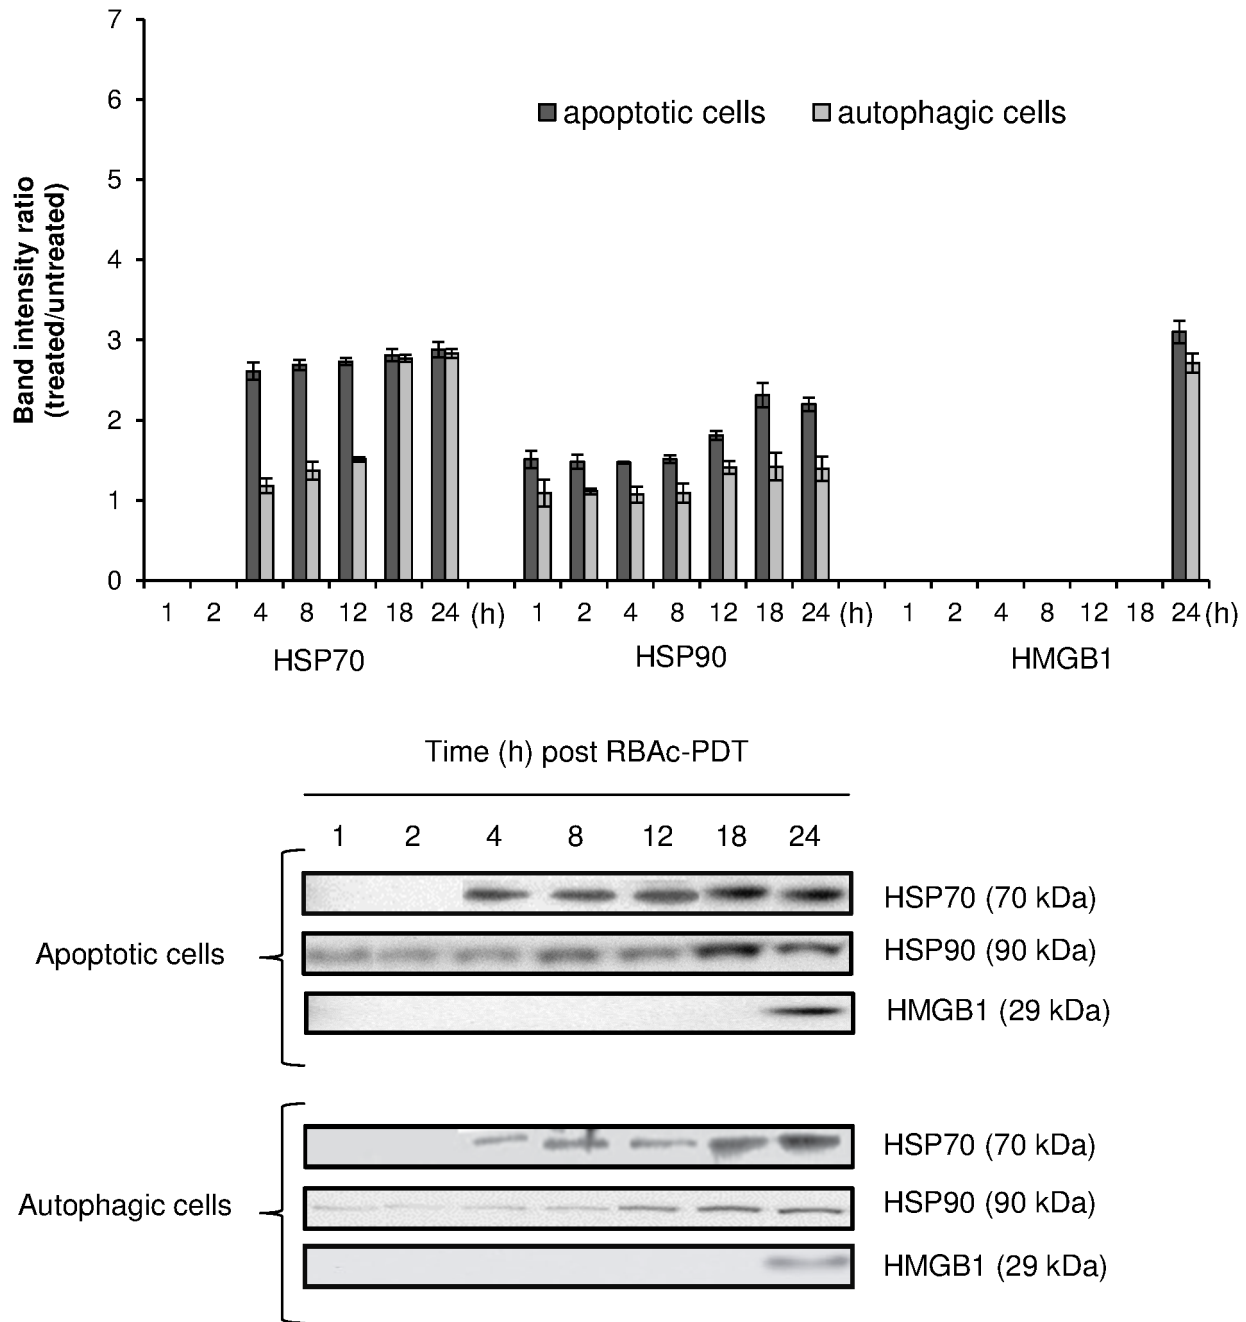 7
6
5
4
3
2
1
0
Band intensity ratio
(treated/untreated)
apoptotic cells autophagic cells
1 2 4 8 12 18 24 (h) 1 2 4 8 12 18 24 (h) 1 2 4 8 12 18 24 (h)
HSP70 HSP90 HMGB1
Time (h) post RBAc-PDT
1 2 4 8 12 18 24
Apoptotic cells
HSP70 (70 kDa)
HSP90 (90 kDa)
HMGB1 (29 kDa)
Autophagic cells
HSP70 (70 kDa)
HSP90 (90 kDa)
HMGB1 (29 kDa)